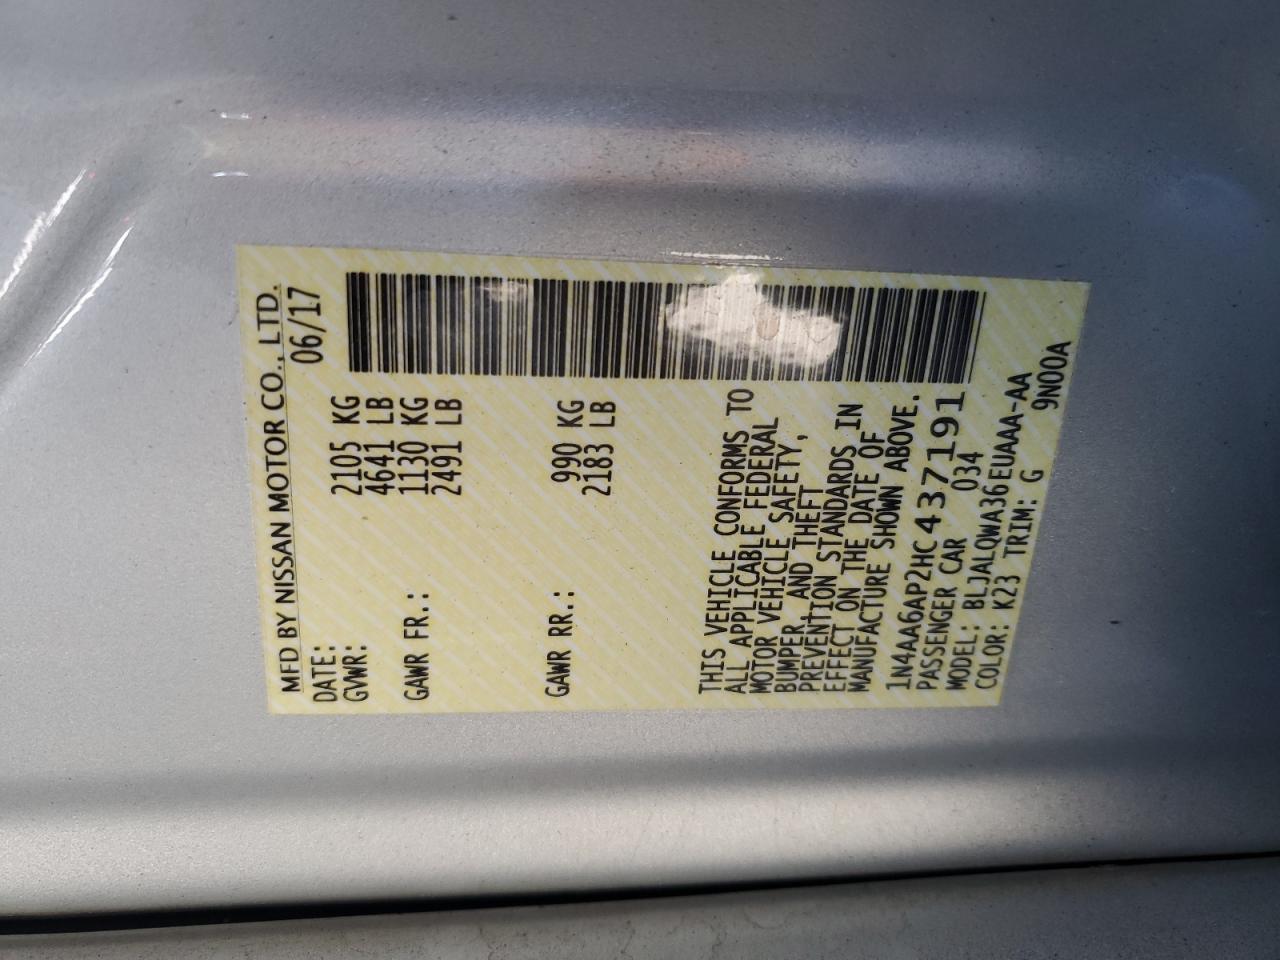 MFD BY NISSAN MOTOR CO., LTD.
DATE: 06/17
GVWR: 2105 KG
4641 LB
GAWR FR.: 1130 KG
2491 LB
GAWR RR.: 990 KG
2183 LB
THIS VEHICLE CONFORMS TO
ALL APPLICABLE FEDERAL
MOTOR VEHICLE SAFETY,
BUMPER, AND THEFT
PREVENTION STANDARDS IN
EFFECT ON THE DATE OF
MANUFACTURE SHOWN ABOVE.
1N4AA6AP2HC437191
PASSENGER CAR 034
MODEL: BLJALQWA36EUAAA-AA
COLOR: K23 TRIM: G 9N00A